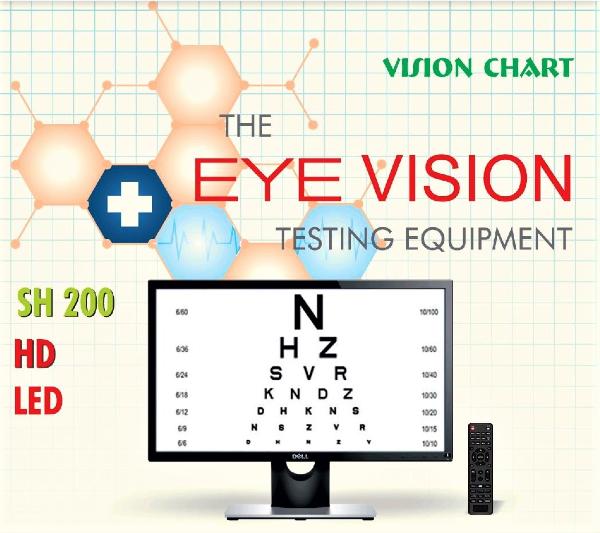 VISION CHART
THE
EYE VISION
TESTING EQUIPMENT
SH 200
HD
LED
6/60 N 10/100
6/36 H Z 10/60
6/24 S V R 10/40
6/18 K N D Z 10/30
6/12 D H K N S 10/20
6/9 N S Z V R 10/15
6/6 D H N Z V 10/10
DELL